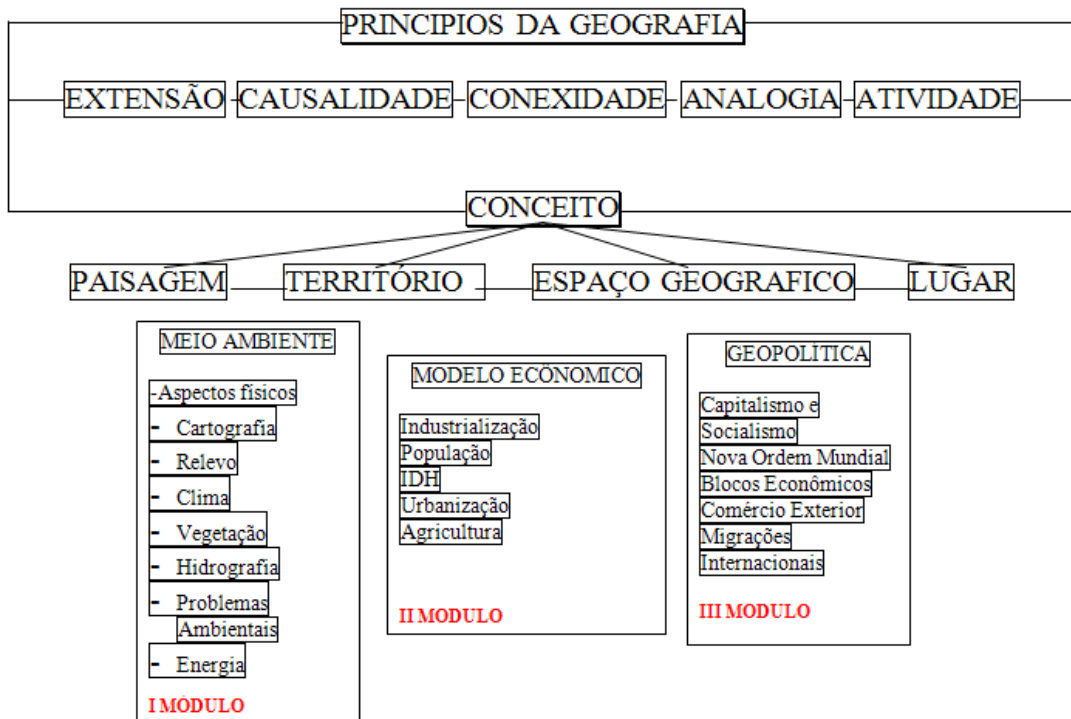 PRINCIPIOS DA GEOGRAFIA
EXTENSÃO CAUSALIDADE CONEXIDADE ANALOGIA ATIVIDADE
CONCEITO
PAISAGEM TERRITÓRIO ESPAÇO GEOGRAFICO LUGAR
MEIO AMBIENTE
-Aspectos físicos
- Cartografia
- Relevo
- Clima
- Vegetação
- Hidrografia
- Problemas
Ambientais
- Energia
I MÓDULO
MODELO ECÔNOMICO
Industrialização
População
IDH
Urbanização
Agricultura
II MODULO
GEOPOLÍTICA
Capitalismo e
Socialismo
Nova Ordem Mundial
Blocos Econômicos
Comércio Exterior
Migrações
Internacionais
III MODULO